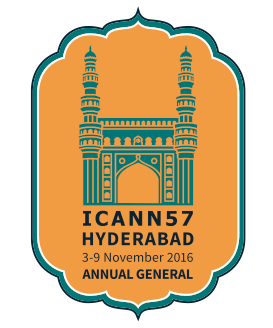 ICANN57
HYDERABAD
3-9 November 2016
ANNUAL GENERAL